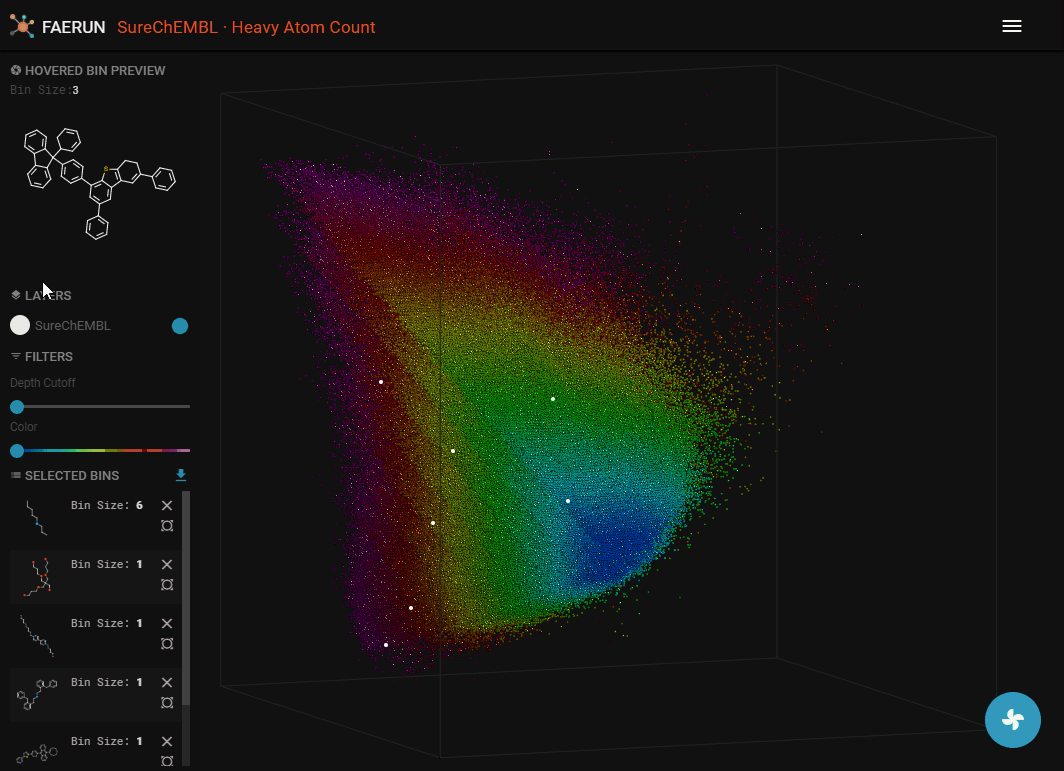 FAERUN SureChEMBL · Heavy Atom Count
HOVERED BIN PREVIEW
Bin Size:3
S
LAYERS
SureChEMBL
FILTERS
Depth Cutoff
Color
SELECTED BINS
Bin Size: 6
Bin Size: 1
Bin Size: 1
Bin Size: 1
Bin Size: 1